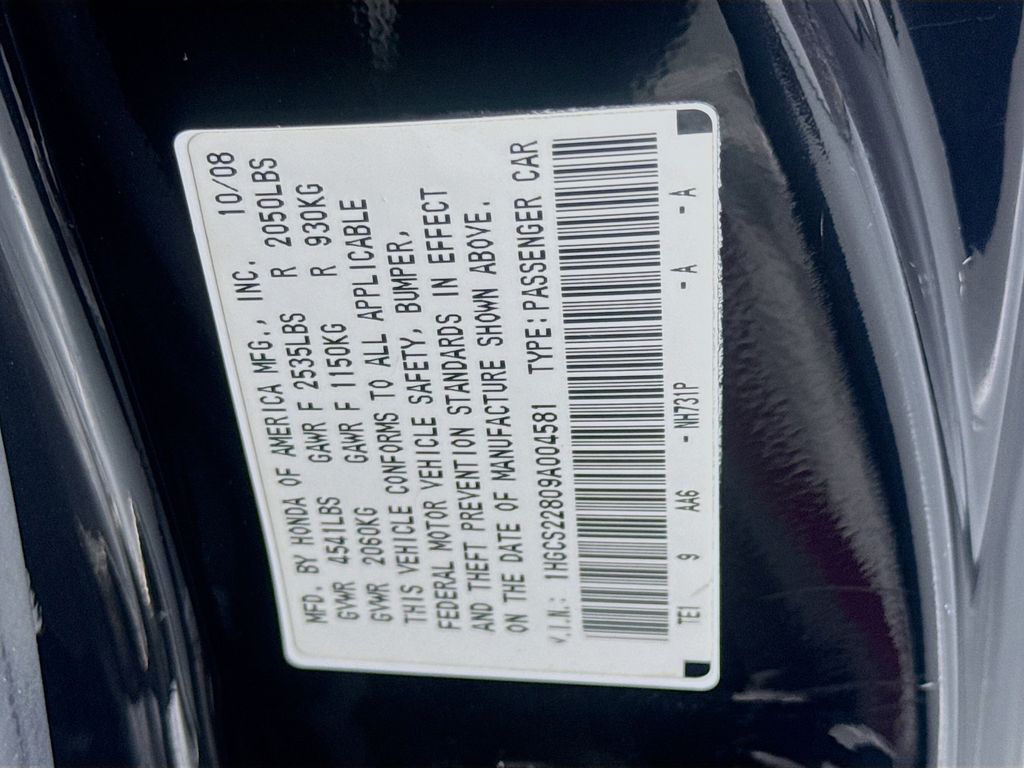 MFD. BY HONDA OF AMERICA MFG., INC. 10/08
GVWR 4541LBS GAWR F 2535LBS R 2050LBS
GVWR 2060KG GAWR F 1150KG R 930KG
THIS VEHICLE CONFORMS TO ALL APPLICABLE
FEDERAL MOTOR VEHICLE SAFETY, BUMPER,
AND THEFT PREVENTION STANDARDS IN EFFECT
ON THE DATE OF MANUFACTURE SHOWN ABOVE.
V.I.N.: 1HGCS22809A004581 TYPE: PASSENGER CAR
TE1 9 AA6 - NH731P - A - A